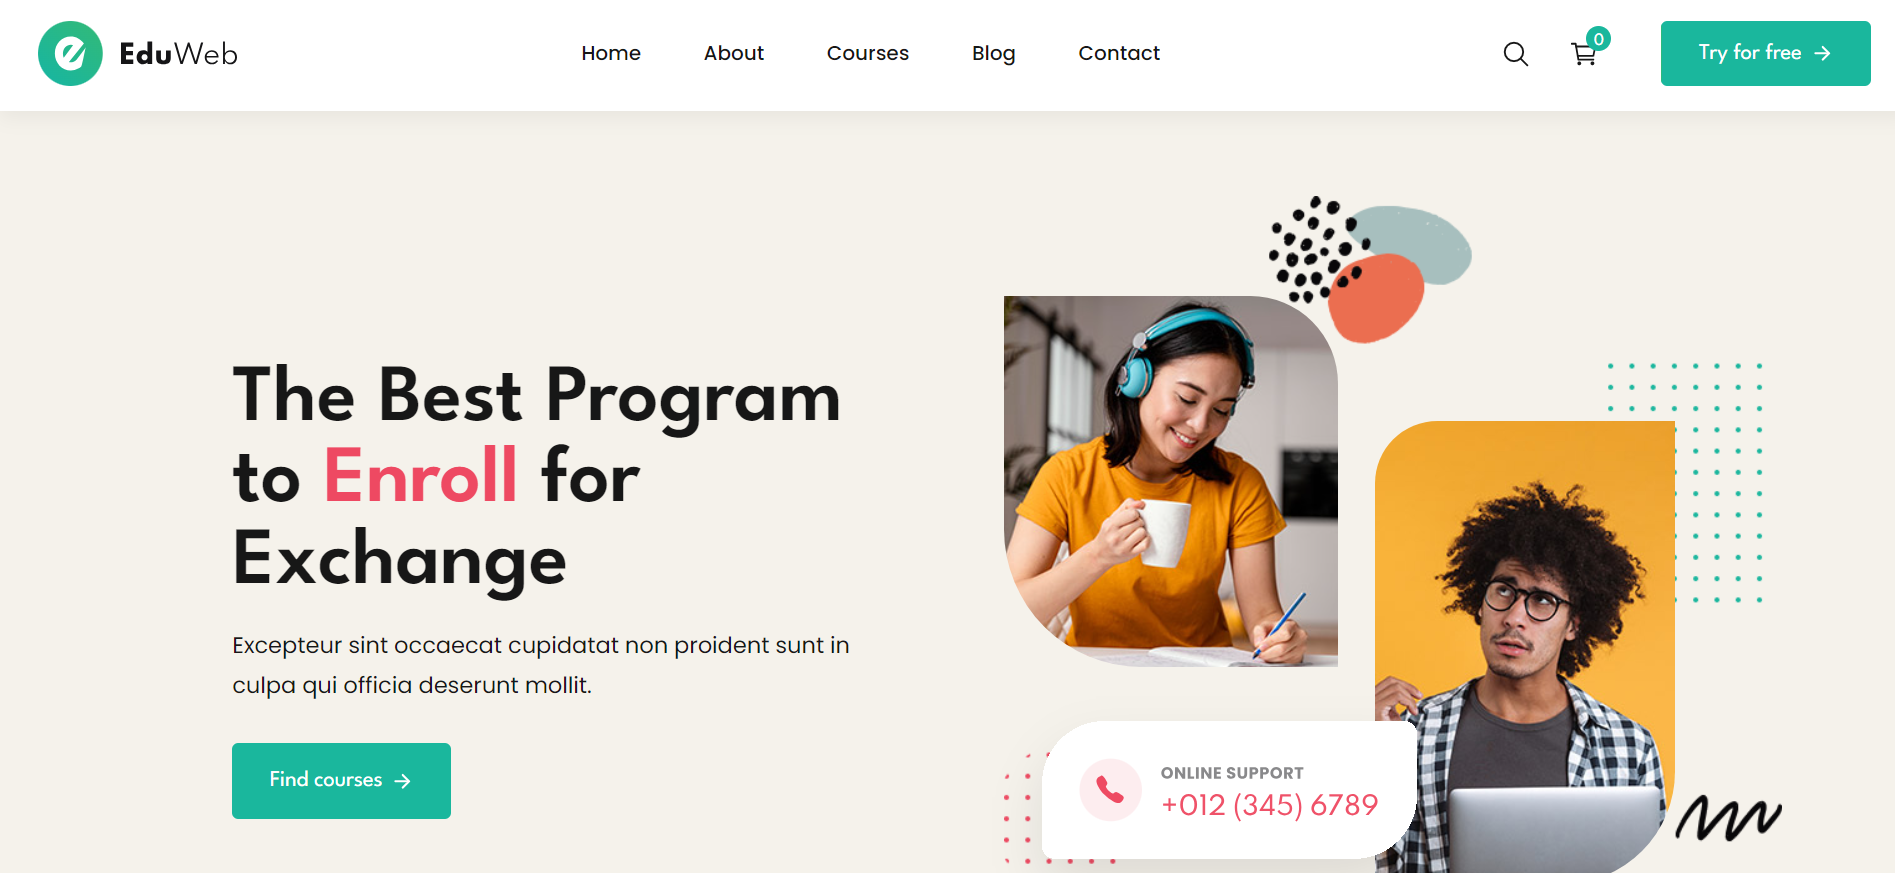 EduWeb
Home About Courses Blog Contact
0
Try for free →
The Best Program
to Enroll for
Exchange
Excepteur sint occaecat cupidatat non proident sunt in
culpa qui officia deserunt mollit.
Find courses →
ONLINE SUPPORT
+012 (345) 6789